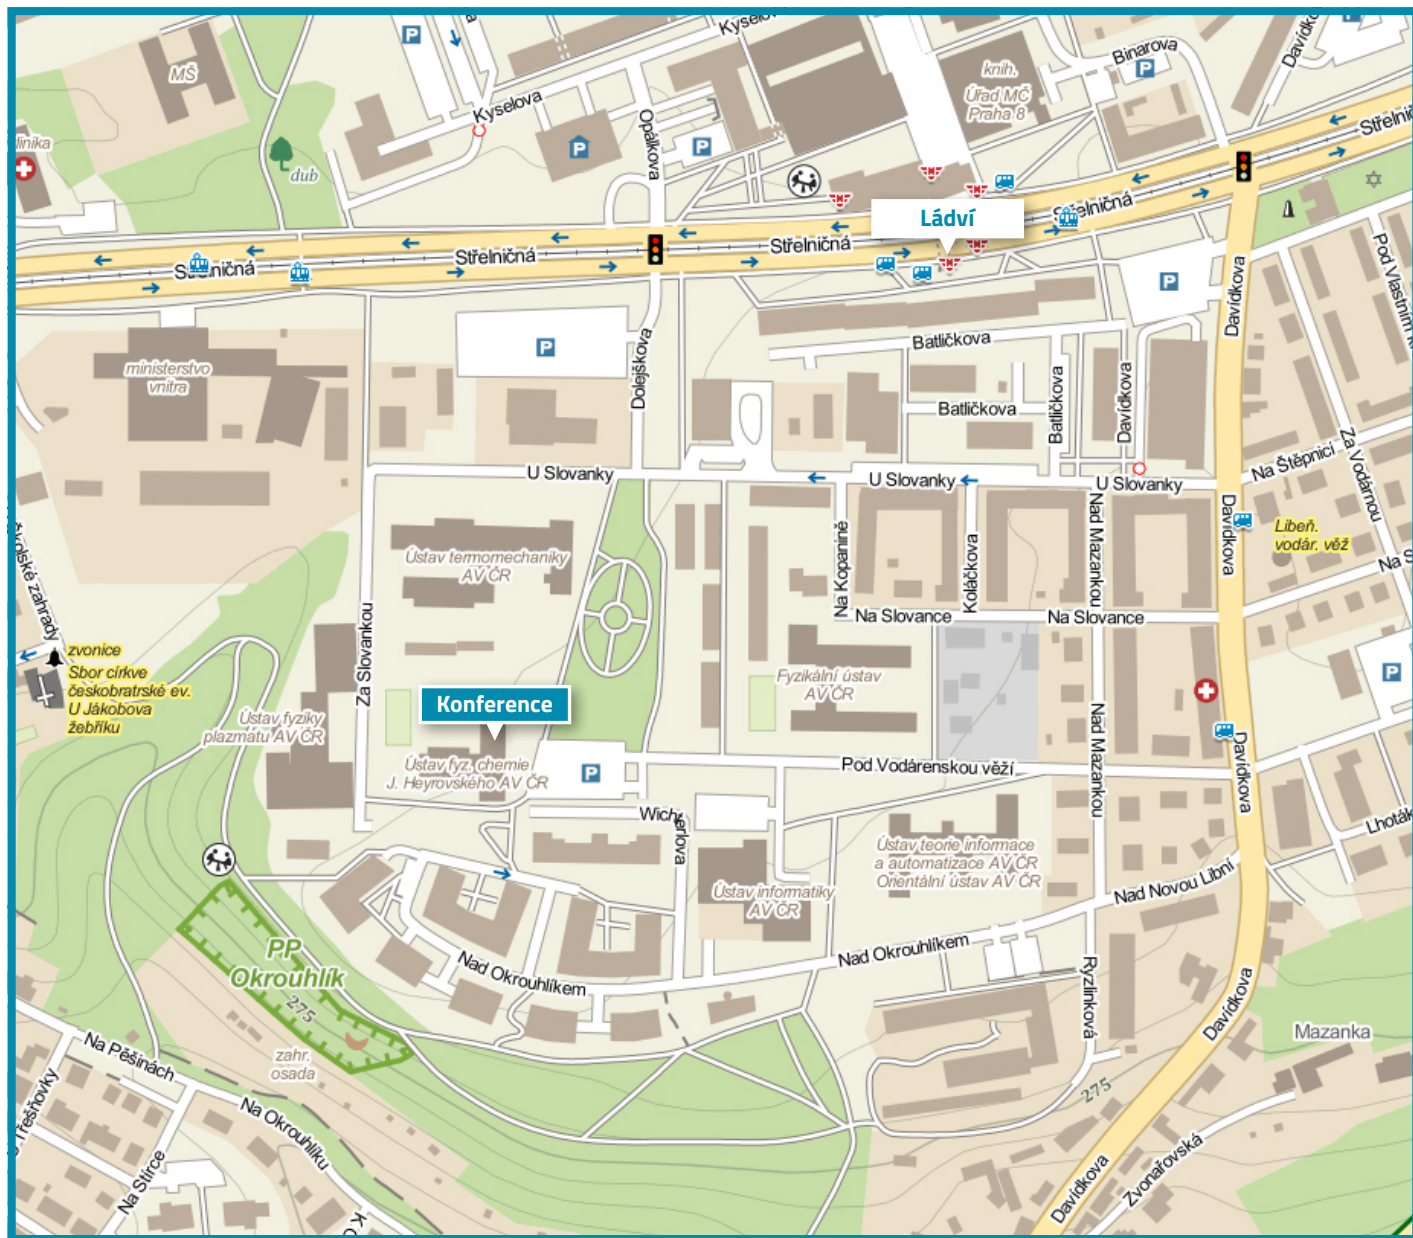 Kyselova
MŠ
Kyselova
Opálkova
knih.
Úřad MČ
Praha 8
Binarova
dub
Střelničná
Ládví
Střelničná
Střelničná
Střelničná
Davídkova
ministerstvo
vnitra
Dolejškova
Batličkova
Batličkova
Batličkova
Davídkova
Za Vodárnou
Na Štěpnici
U Slovanky
U Slovanky
U Slovanky
Davídkova
Libeň.
vodár. věž
Ústav termomechaniky
AV ČR
Na Kopanině
Koláčkova
Nad Mazankou
Na Slovance
Na Slovance
Za Slovankou
zvonice
Sbor církve
českobratrské ev.
U Jákobova
žebříku
Konference
Fyzikální ústav
AV ČR
Ústav fyziky
plazmatu AV ČR
Nad Mazankou
Ústav fyz. chemie
J. Heyrovského AV ČR
Pod Vodárenskou věží
Davídkova
Wichterlova
Ústav teorie informace
a automatizace AV ČR
Orientální ústav AV ČR
Ústav informatiky
AV ČR
Nad Novou Libní
PP
Okrouhlík
275
Nad Okrouhlíkem
Nad Okrouhlíkem
Ryzlinková
Davídkova
Mazanka
zahr.
osada
Na Pěšinách
Na Okrouhlíku
275
Na Stírce
Davídkova
Zvonařovská